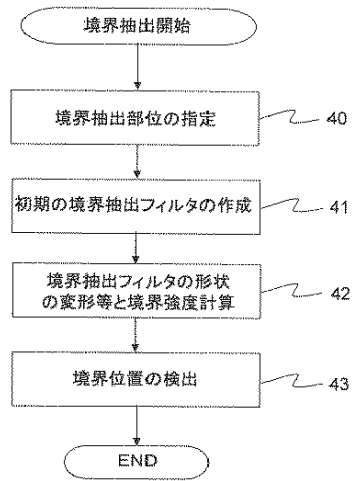 境界抽出開始
境界抽出部位の指定
40
初期の境界抽出フィルタの作成
41
境界抽出フィルタの形状
の変形等と境界強度計算
42
境界位置の検出
43
END